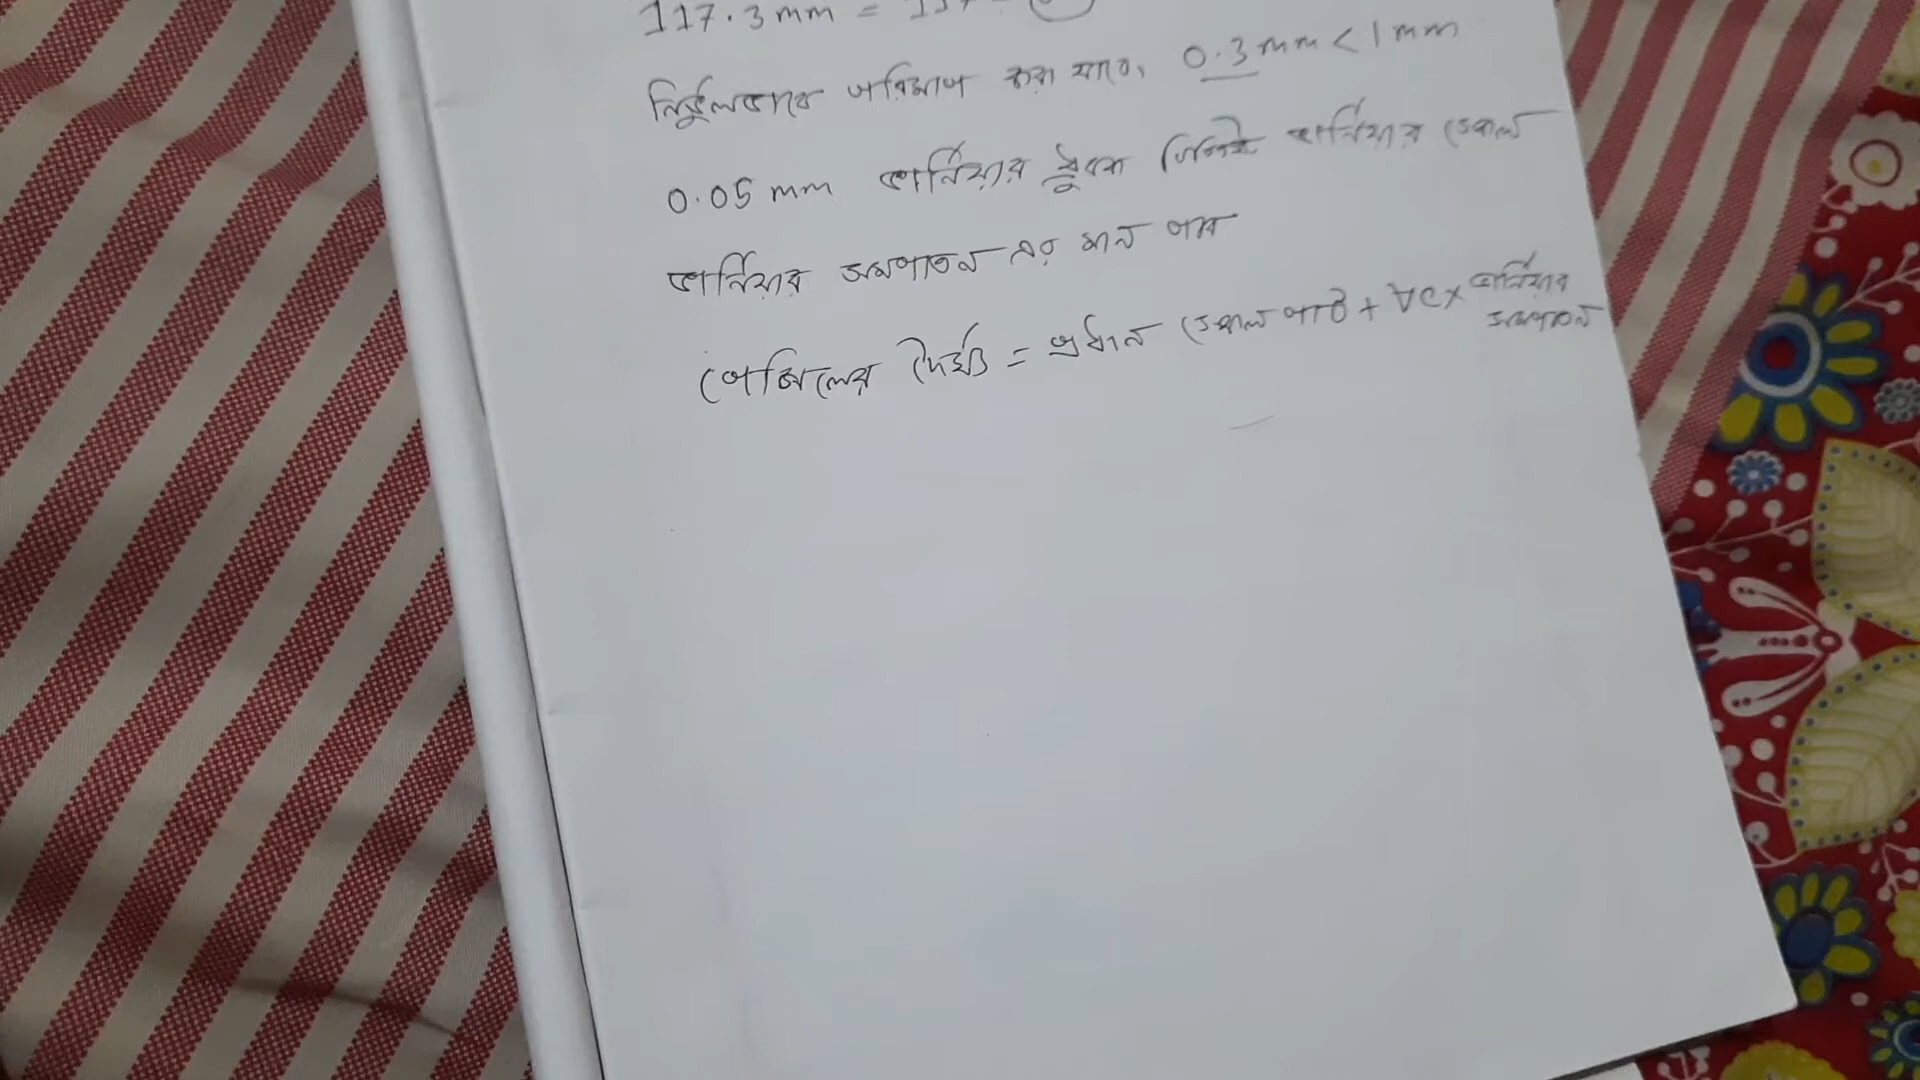 117.3 mm =
নির্ভুলভাবে পরিমাপ করা যাবে, 0.3 mm < 1 mm
0.05 mm ভার্নিয়ার ধ্রুবক বিশিষ্ট ভার্নিয়ার স্কেল
ভার্নিয়ার সমপাতন এর মান পাব
পেন্সিলের দৈর্ঘ্য = প্রধান স্কেল পাঠ + VC × ভার্নিয়ার সমপাতন